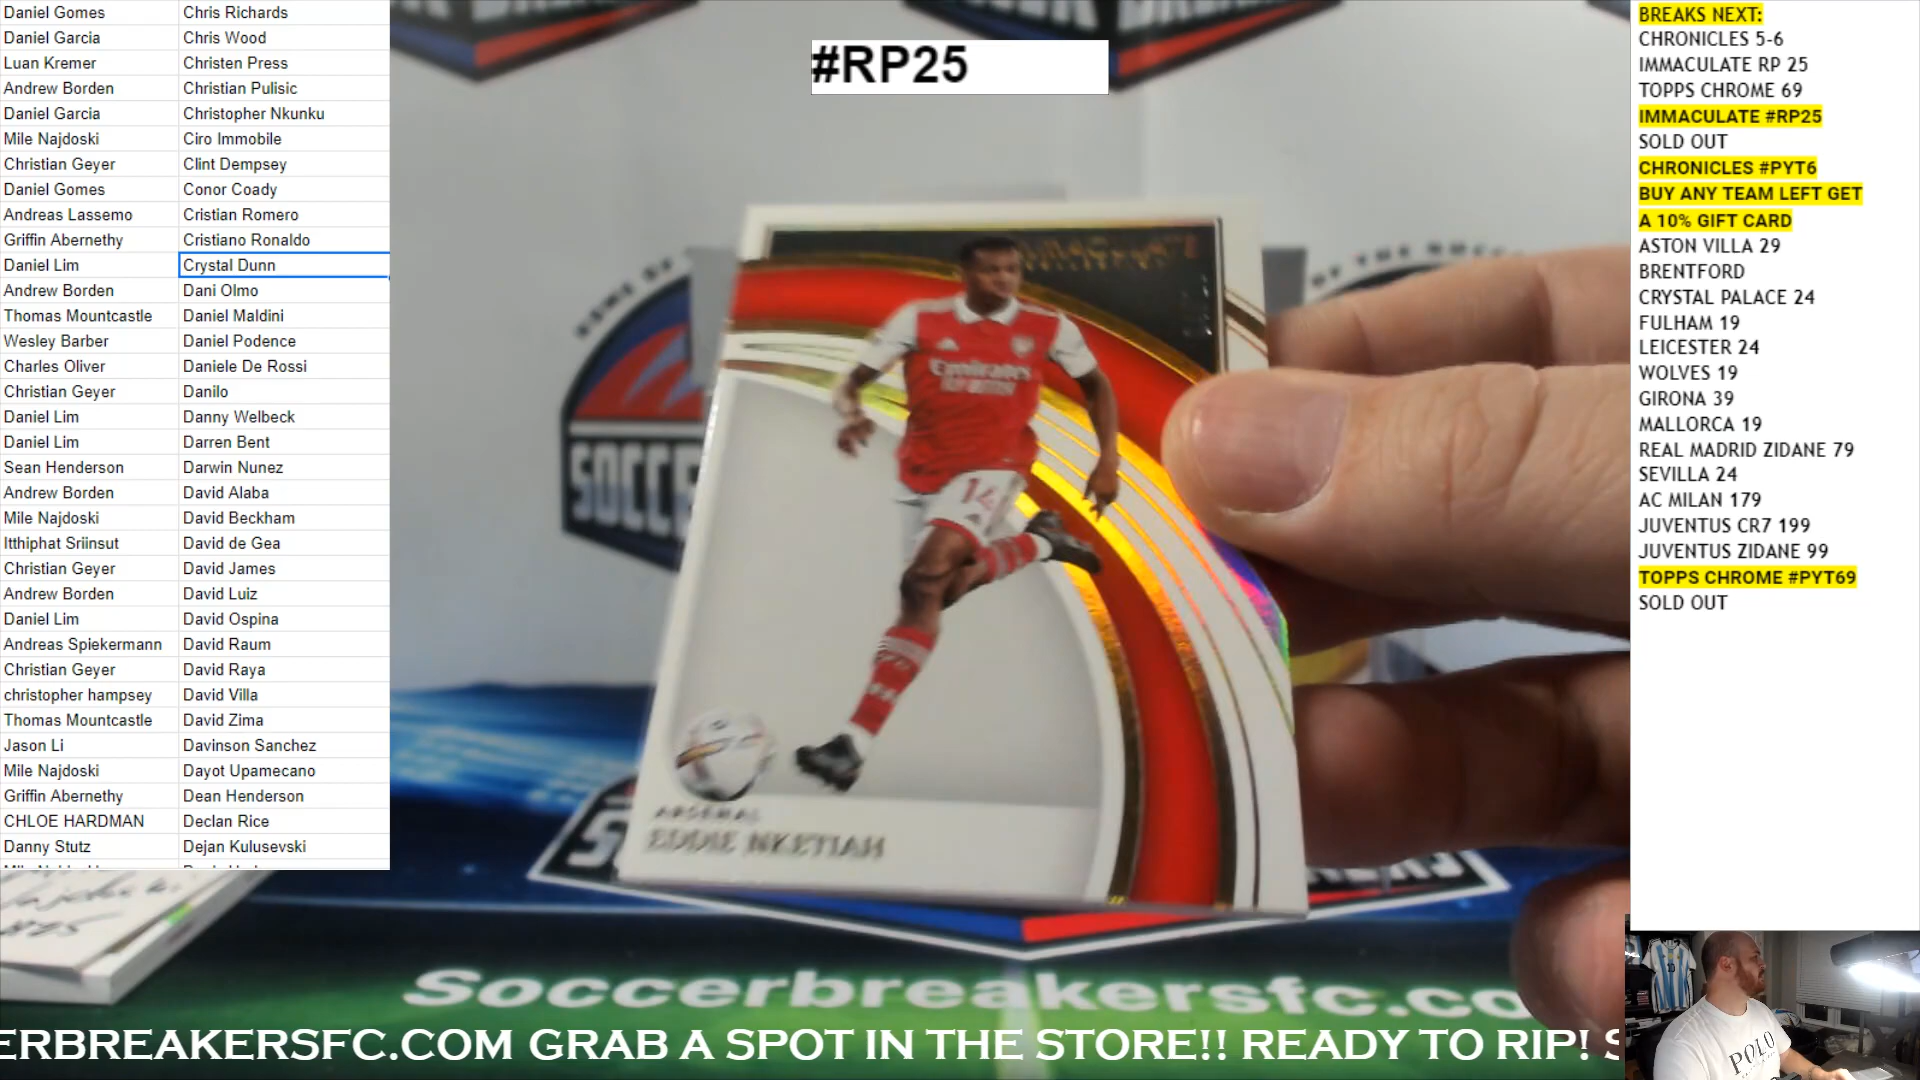 Daniel Gomes Chris Richards
Daniel Garcia Chris Wood
Luan Kremer Christen Press
Andrew Borden Christian Pulisic
Daniel Garcia Christopher Nkunku
Mile Najdoski Ciro Immobile
Christian Geyer Clint Dempsey
Daniel Gomes Conor Coady
Andreas Lassemo Cristian Romero
Griffin Abernethy Cristiano Ronaldo
Daniel Lim Crystal Dunn
Andrew Borden Dani Olmo
Thomas Mountcastle Daniel Maldini
Wesley Barber Daniel Podence
Charles Oliver Daniele De Rossi
Christian Geyer Danilo
Daniel Lim Danny Welbeck
Daniel Lim Darren Bent
Sean Henderson Darwin Nunez
Andrew Borden David Alaba
Mile Najdoski David Beckham
Itthiphat Sriinsut David de Gea
Christian Geyer David James
Andrew Borden David Luiz
Daniel Lim David Ospina
Andreas Spiekermann David Raum
Christian Geyer David Raya
christopher hampsey David Villa
Thomas Mountcastle David Zima
Jason Li Davinson Sanchez
Mile Najdoski Dayot Upamecano
Griffin Abernethy Dean Henderson
CHLOE HARDMAN Declan Rice
Danny Stutz Dejan Kulusevski
#RP25
Emirates
14
ARSENAL
EDDIE NKETIAH
SOCCE
OF THE SOCCER
Soccerbreakersfc.co
ERBREAKERSFC.COM GRAB A SPOT IN THE STORE!! READY TO RIP! S
BREAKS NEXT:
CHRONICLES 5-6
IMMACULATE RP 25
TOPPS CHROME 69
IMMACULATE #RP25
SOLD OUT
CHRONICLES #PYT6
BUY ANY TEAM LEFT GET
A 10% GIFT CARD
ASTON VILLA 29
BRENTFORD
CRYSTAL PALACE 24
FULHAM 19
LEICESTER 24
WOLVES 19
GIRONA 39
MALLORCA 19
REAL MADRID ZIDANE 79
SEVILLA 24
AC MILAN 179
JUVENTUS CR7 199
JUVENTUS ZIDANE 99
TOPPS CHROME #PYT69
SOLD OUT
POLO